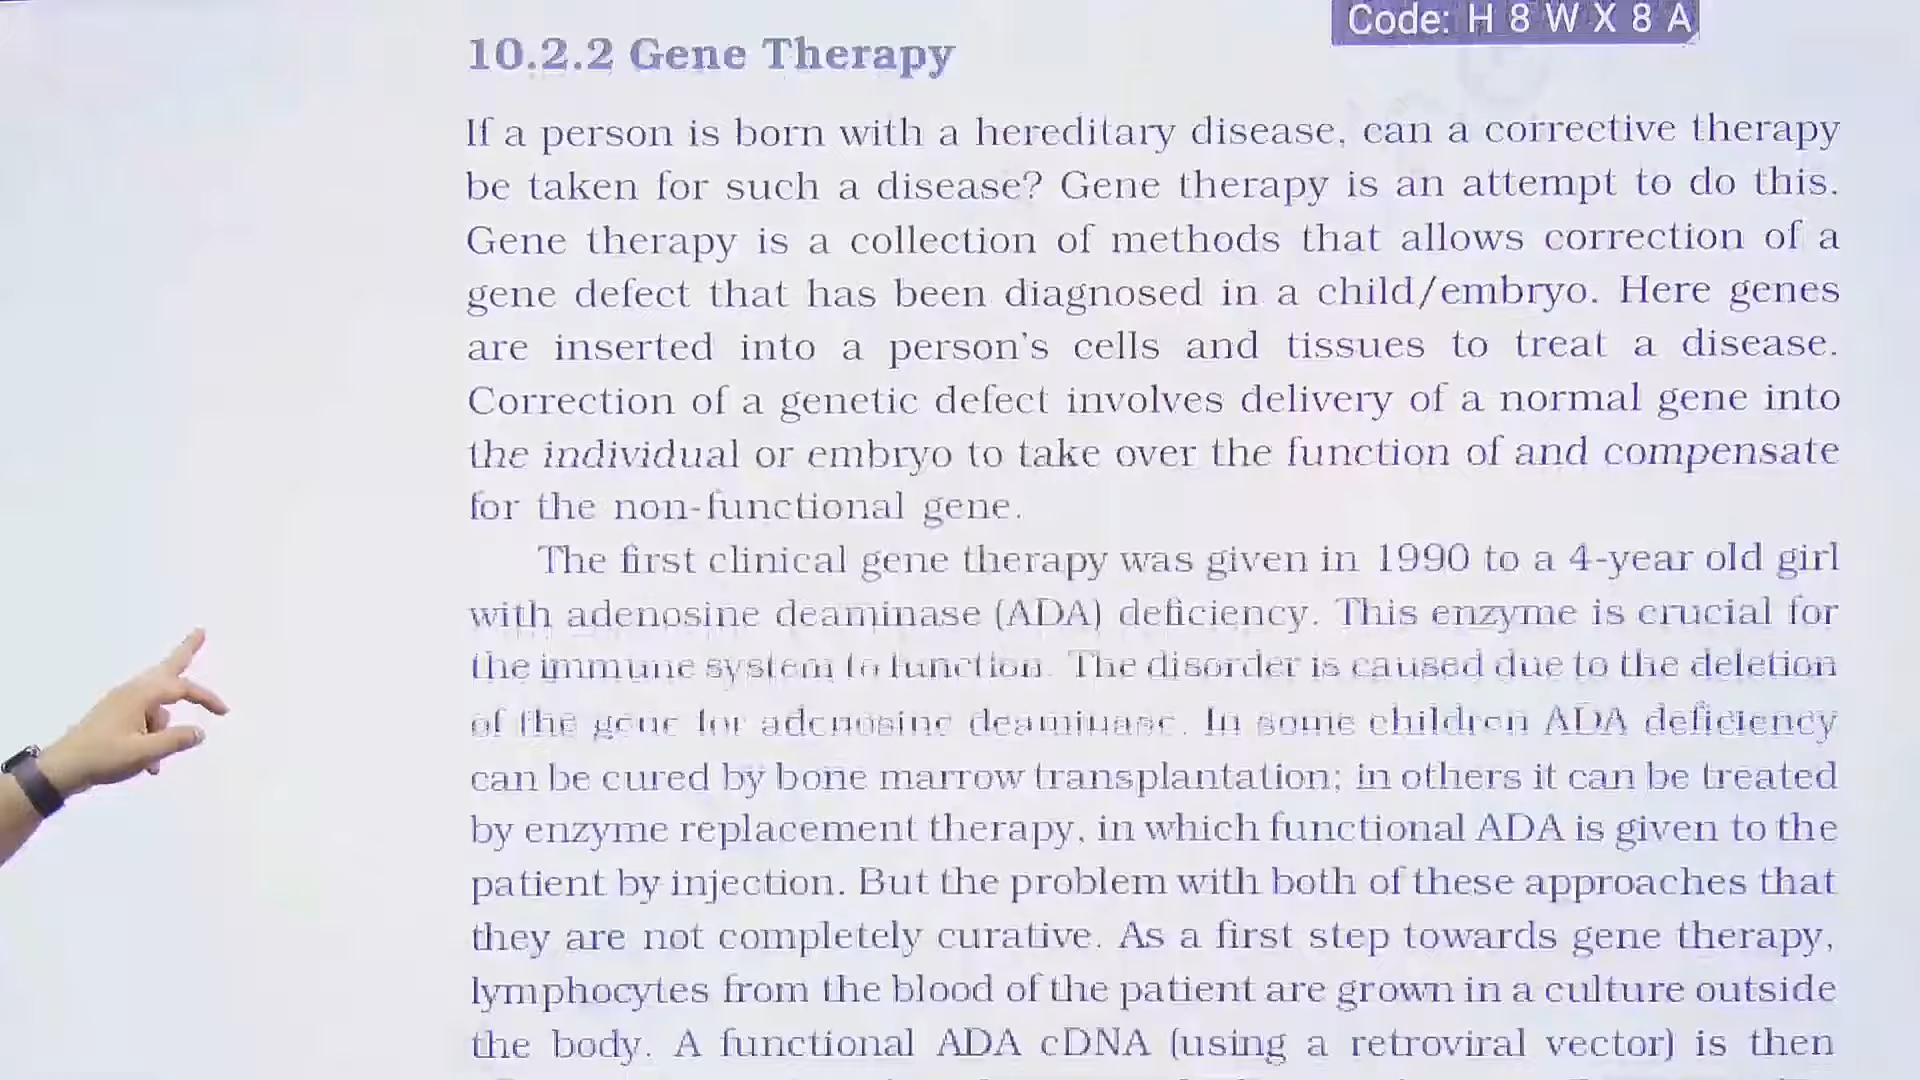 Code: H 8 W X 8 A
10.2.2 Gene Therapy
If a person is born with a hereditary disease, can a corrective therapy
be taken for such a disease? Gene therapy is an attempt to do this.
Gene therapy is a collection of methods that allows correction of a
gene defect that has been diagnosed in a child/embryo. Here genes
are inserted into a person's cells and tissues to treat a disease.
Correction of a genetic defect involves delivery of a normal gene into
the individual or embryo to take over the function of and compensate
for the non-functional gene.
The first clinical gene therapy was given in 1990 to a 4-year old girl
with adenosine deaminase (ADA) deficiency. This enzyme is crucial for
the immune system to function. The disorder is caused due to the deletion
of the gene for adenosine deaminase. In some children ADA deficiency
can be cured by bone marrow transplantation; in others it can be treated
by enzyme replacement therapy, in which functional ADA is given to the
patient by injection. But the problem with both of these approaches that
they are not completely curative. As a first step towards gene therapy,
lymphocytes from the blood of the patient are grown in a culture outside
the body. A functional ADA cDNA (using a retroviral vector) is then